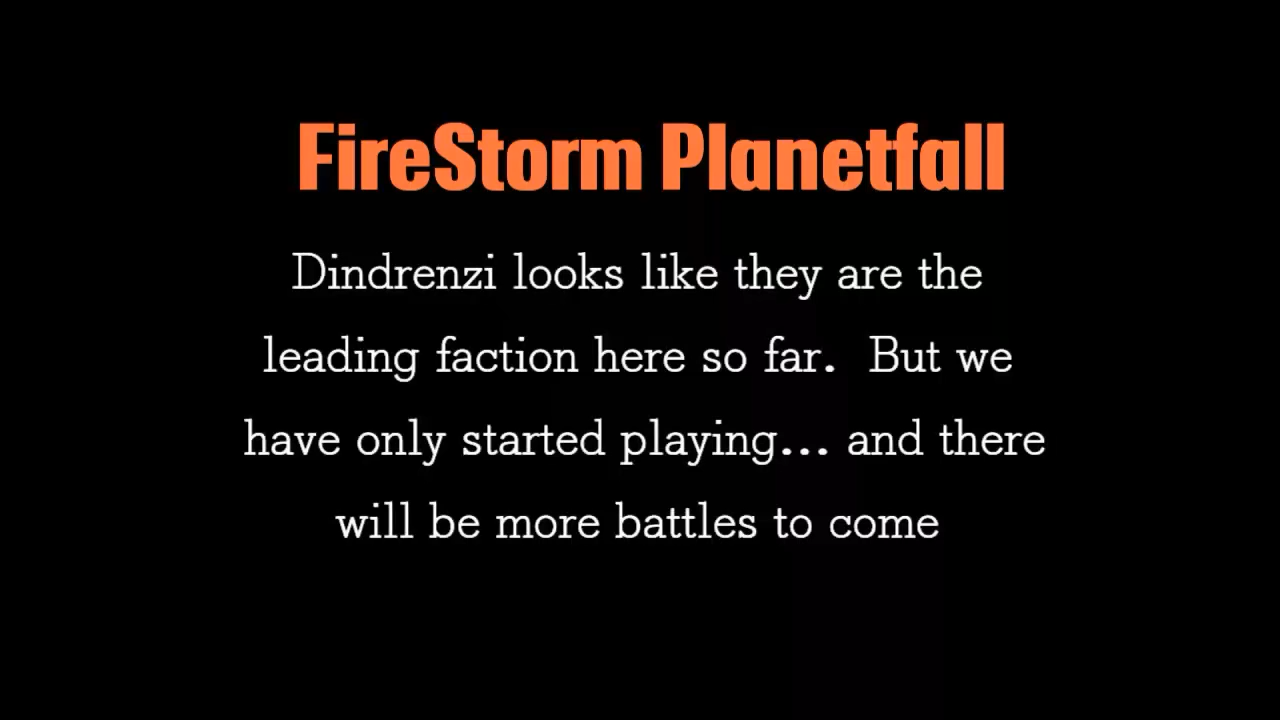 FireStorm Planetfall
Dindrenzi looks like they are the
leading faction here so far.  But we
have only started playing... and there
will be more battles to come